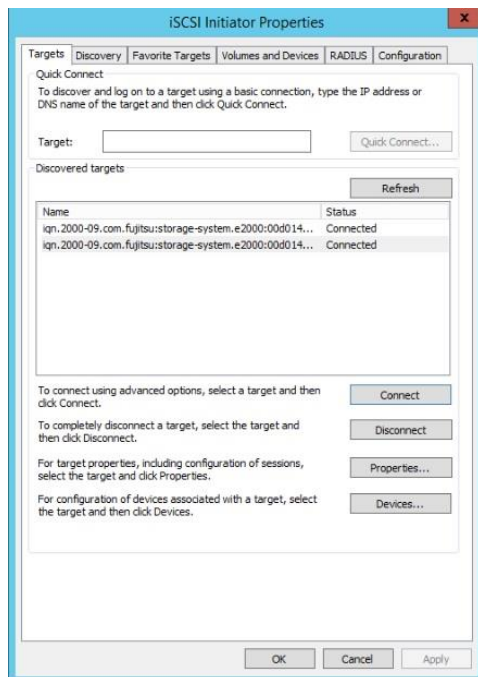 iSCSI Initiator Properties
x
Targets Discovery Favorite Targets Volumes and Devices RADIUS Configuration
Quick Connect
To discover and log on to a target using a basic connection, type the IP address or
DNS name of the target and then click Quick Connect.
Target:
Quick Connect...
Discovered targets
Refresh
Name Status
iqn.2000-09.com.fujitsu:storage-system.e2000:00d014... Connected
iqn.2000-09.com.fujitsu:storage-system.e2000:00d014... Connected
To connect using advanced options, select a target and then
click Connect.
Connect
To completely disconnect a target, select the target and
then click Disconnect.
Disconnect
For target properties, including configuration of sessions,
select the target and click Properties.
Properties...
For configuration of devices associated with a target, select
the target and then click Devices.
Devices...
OK Cancel Apply